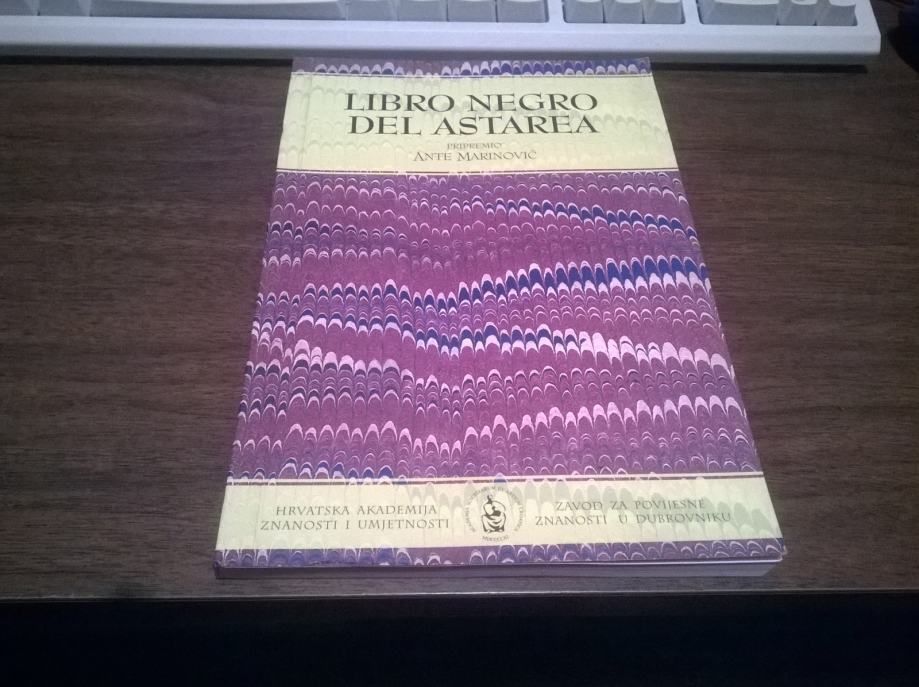 LIBRO NEGRO
DEL ASTAREA
PRIPREMIO
ANTE MARINOVIĆ
HRVATSKA AKADEMIJA
ZNANOSTI I UMJETNOSTI
ZAVOD ZA POVIJESNE
ZNANOSTI U DUBROVNIKU